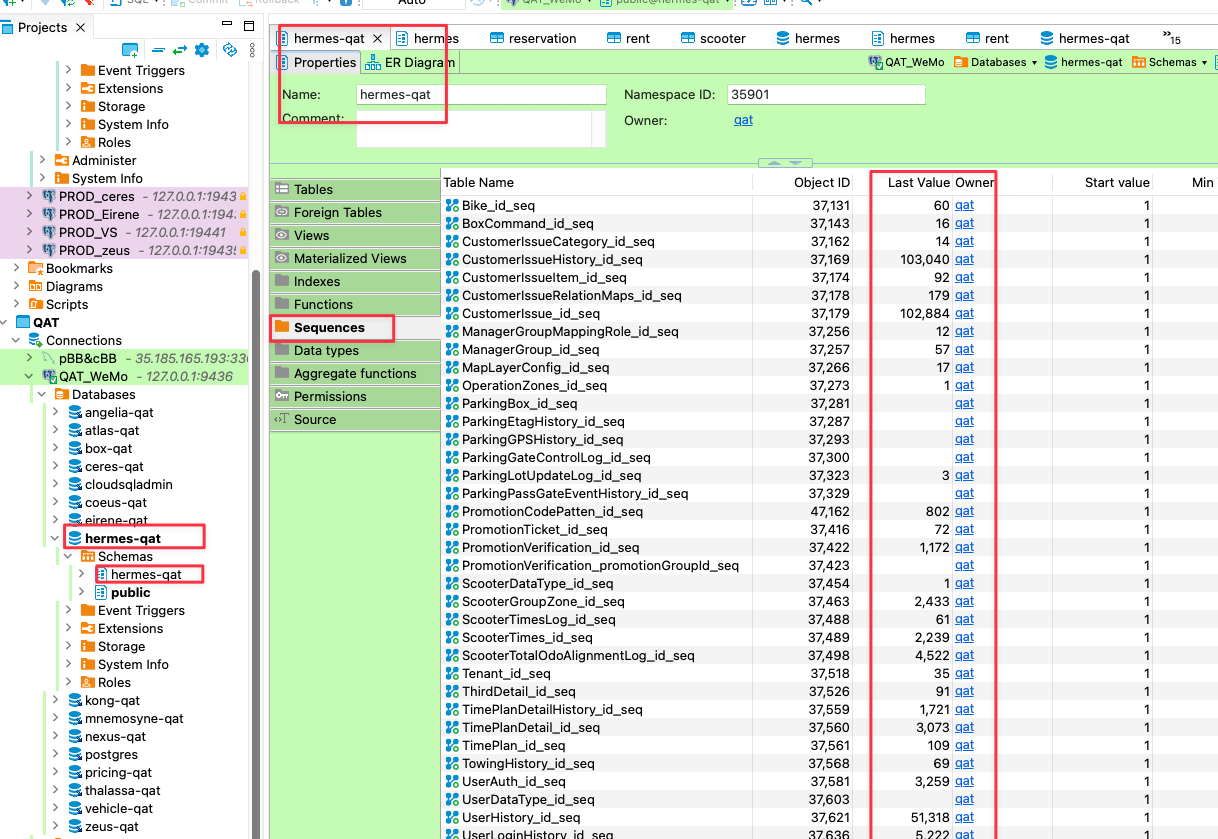 SQL Commit Rollback Auto QAT_WeMo public@hermes-qat
Projects
Event Triggers
Extensions
Storage
System Info
Roles
Administer
System Info
PROD_ceres - 127.0.0.1:1943
PROD_Eirene - 127.0.0.1:194
PROD_VS - 127.0.0.1:19441
PROD_zeus - 127.0.0.1:1943
Bookmarks
Diagrams
Scripts
QAT
Connections
pBB&cBB - 35.185.165.193:33
QAT_WeMo - 127.0.0.1:9436
Databases
angelia-qat
atlas-qat
box-qat
ceres-qat
cloudsqladmin
coeus-qat
eirene-qat
hermes-qat
Schemas
hermes-qat
public
Event Triggers
Extensions
Storage
System Info
Roles
kong-qat
mnemosyne-qat
nexus-qat
postgres
pricing-qat
thalassa-qat
vehicle-qat
zeus-qat
hermes-qat hermes reservation rent scooter hermes hermes rent hermes-qat »15
Properties ER Diagram QAT_WeMo Databases hermes-qat Schemas
Name: hermes-qat Namespace ID: 35901
Comment: Owner: qat
Tables
Foreign Tables
Views
Materialized Views
Indexes
Functions
Sequences
Data types
Aggregate functions
Permissions
Source
Table Name Object ID Last Value Owner Start value Min
Bike_id_seq 37,131 60 qat 1
BoxCommand_id_seq 37,143 16 qat 1
CustomerIssueCategory_id_seq 37,162 14 qat 1
CustomerIssueHistory_id_seq 37,169 103,040 qat 1
CustomerIssueItem_id_seq 37,174 92 qat 1
CustomerIssueRelationMaps_id_seq 37,178 179 qat 1
CustomerIssue_id_seq 37,179 102,884 qat 1
ManagerGroupMappingRole_id_seq 37,256 12 qat 1
ManagerGroup_id_seq 37,257 57 qat 1
MapLayerConfig_id_seq 37,266 17 qat 1
OperationZones_id_seq 37,273 1 qat 1
ParkingBox_id_seq 37,281 qat 1
ParkingEtagHistory_id_seq 37,287 qat 1
ParkingGPSHistory_id_seq 37,293 qat 1
ParkingGateControlLog_id_seq 37,300 qat 1
ParkingLotUpdateLog_id_seq 37,323 3 qat 1
ParkingPassGateEventHistory_id_seq 37,329 qat 1
PromotionCodePatten_id_seq 47,162 802 qat 1
PromotionTicket_id_seq 37,416 72 qat 1
PromotionVerification_id_seq 37,422 1,172 qat 1
PromotionVerification_promotionGroupId_seq 37,423 qat 1
ScooterDataType_id_seq 37,454 1 qat 1
ScooterGroupZone_id_seq 37,463 2,433 qat 1
ScooterTimesLog_id_seq 37,488 61 qat 1
ScooterTimes_id_seq 37,489 2,239 qat 1
ScooterTotalOdoAlignmentLog_id_seq 37,498 4,522 qat 1
Tenant_id_seq 37,518 35 qat 1
ThirdDetail_id_seq 37,526 91 qat 1
TimePlanDetailHistory_id_seq 37,559 1,721 qat 1
TimePlanDetail_id_seq 37,560 3,073 qat 1
TimePlan_id_seq 37,561 109 qat 1
TowingHistory_id_seq 37,568 69 qat 1
UserAuth_id_seq 37,581 3,259 qat 1
UserDataType_id_seq 37,603 qat 1
UserHistory_id_seq 37,621 51,318 qat 1
UserLoginHistory_id_seq 37,636 5,222 qat 1